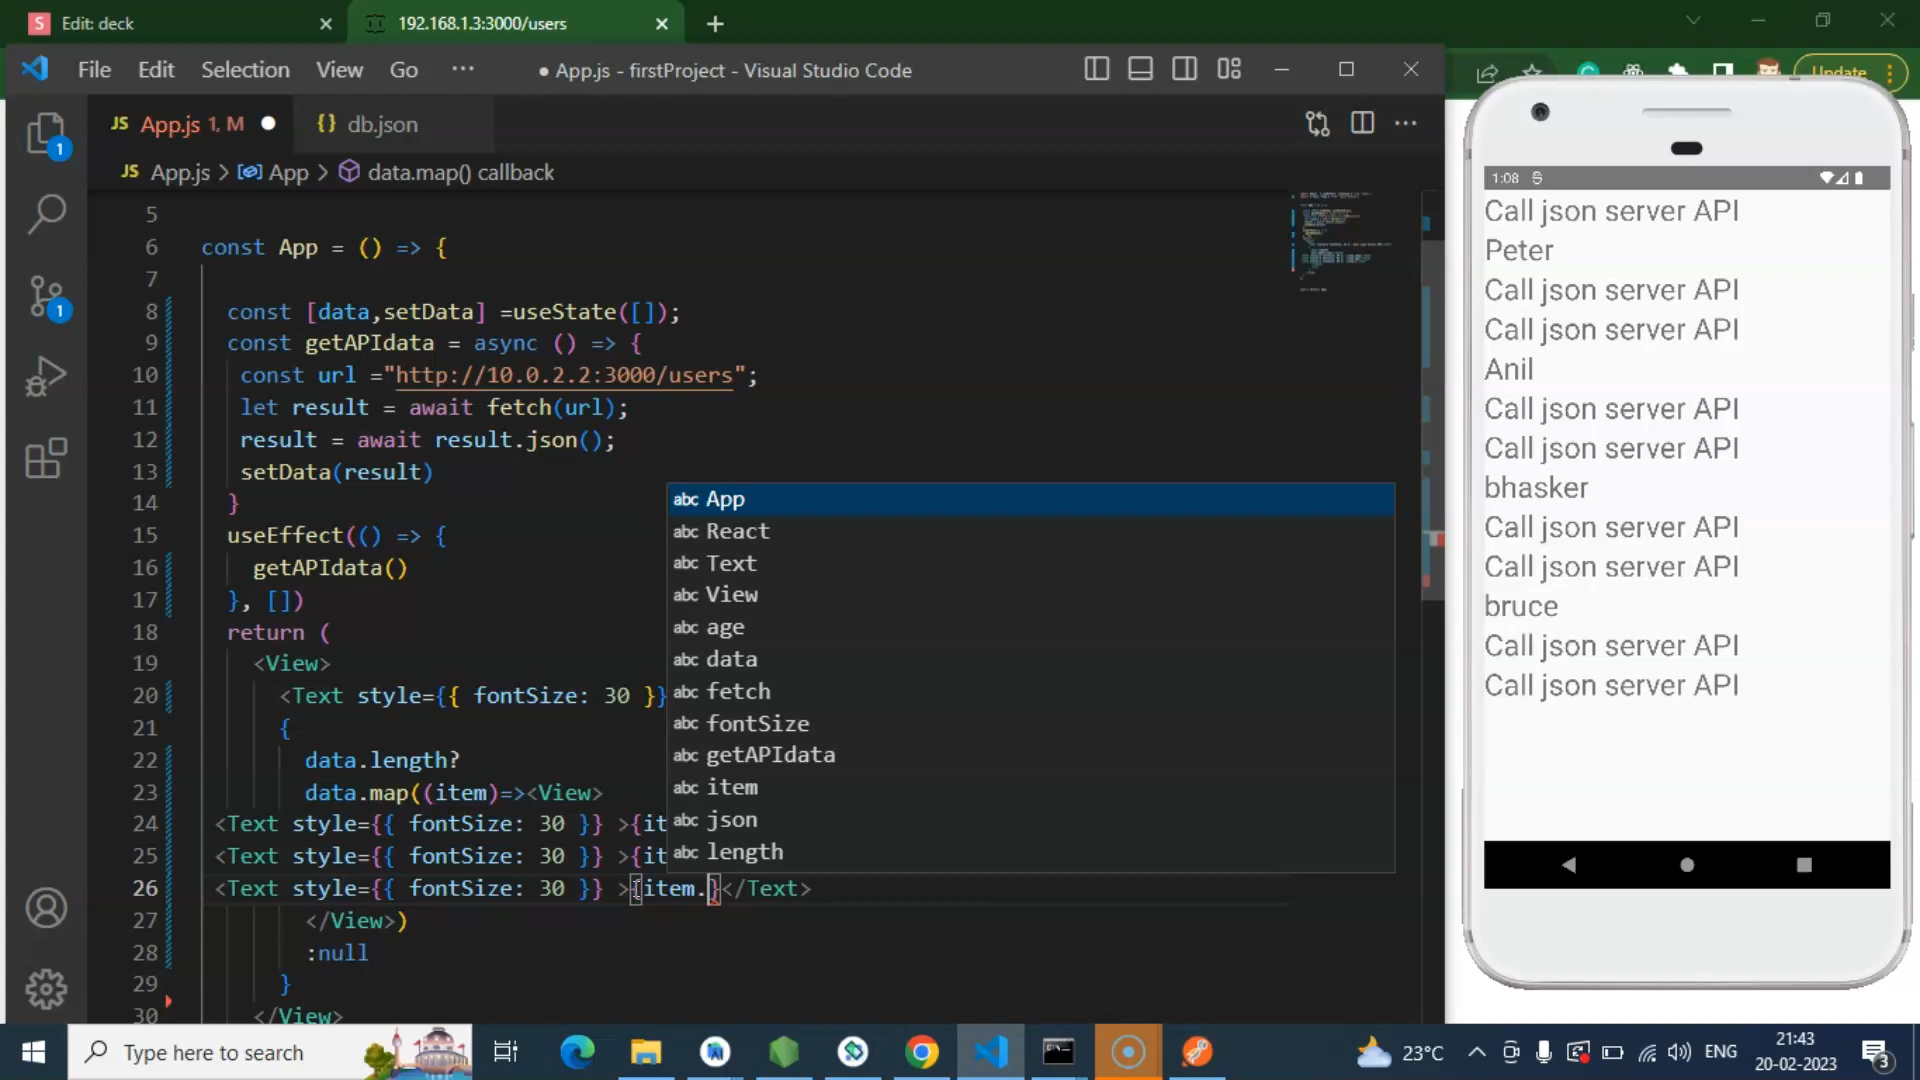 Edit: deck
192.168.1.3:3000/users
File Edit Selection View Go ···
● App.js - firstProject - Visual Studio Code
Update
JS App.js 1, M
{} db.json
JS App.js > App > data.map() callback
5
6 const App = () => {
7
8 const [data,setData] =useState([]);
9 const getAPIdata = async () => {
10 const url ="http://10.0.2.2:3000/users";
11 let result = await fetch(url);
12 result = await result.json();
13 setData(result)
14 }
15 useEffect(() => {
16 getAPIdata()
17 }, [])
18 return (
19 <View>
20 <Text style={{ fontSize: 30 }}
21 {
22 data.length?
23 data.map((item)=><View>
24 <Text style={{ fontSize: 30 }} >{it
25 <Text style={{ fontSize: 30 }} >{it
26 <Text style={{ fontSize: 30 }} >{item.}</Text>
27 </View>)
28 :null
29 }
30 </View>
abc App
abc React
abc Text
abc View
abc age
abc data
abc fetch
abc fontSize
abc getAPIdata
abc item
abc json
abc length
1
1
1:08
Call json server API
Peter
Call json server API
Call json server API
Anil
Call json server API
Call json server API
bhasker
Call json server API
Call json server API
bruce
Call json server API
Call json server API
Type here to search
23°C
ENG
21:43
20-02-2023
3